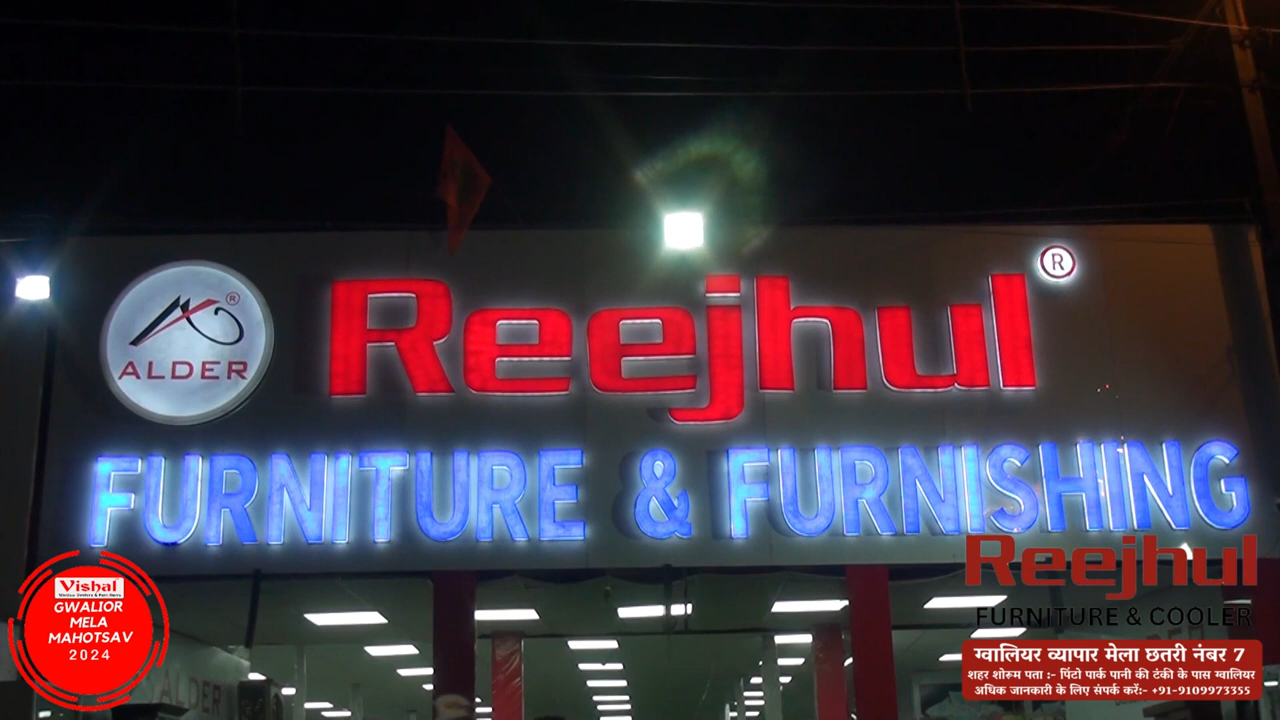 Reejhul ®
®
ALDER
FURNITURE & FURNISHING
Vishal
GWALIOR
MELA
MAHOTSAV
2024
ALDER
Reejhul
FURNITURE & COOLER
ग्वालियर व्यापार मेला छतरी नंबर 7
शहर शोरूम पता :- पिंटो पार्क पानी की टंकी के पास ग्वालियर
अधिक जानकारी के लिए संपर्क करें:- +91-9109973355